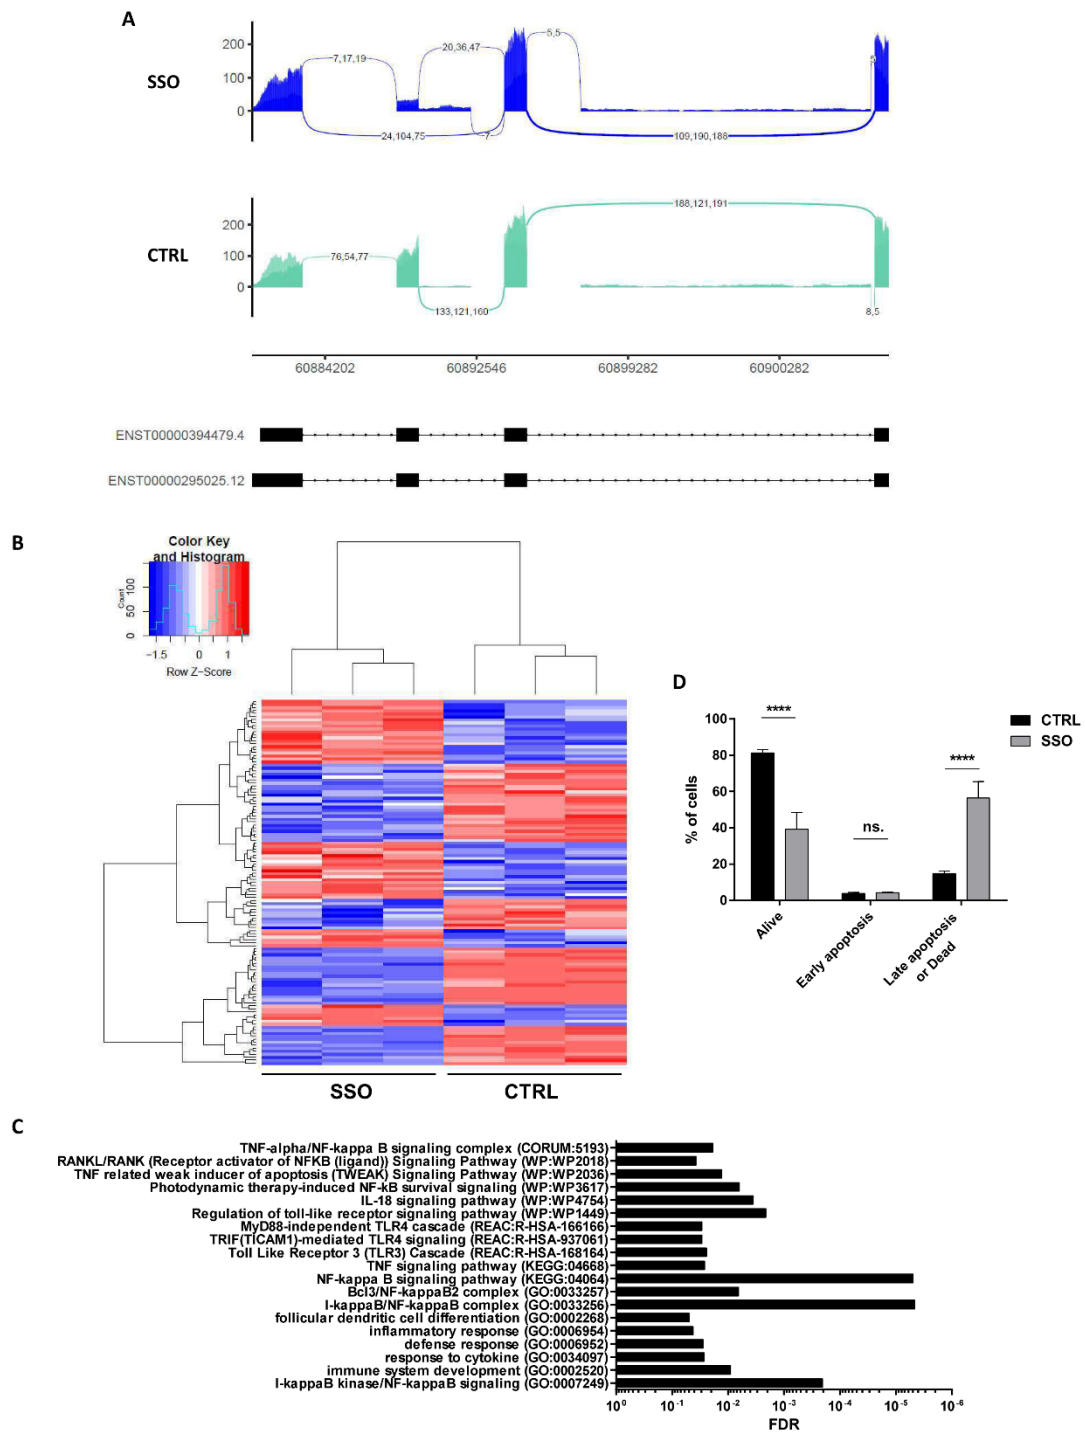 A
SSO
200
100
0
7,17,19
20,36,47
5,5
24,104,75
7
109,190,188
CTRL
200
100
0
76,54,77
133,121,160
188,121,191
8,5
60884202
60892546
60899282
60900282
ENST00000394479.4
ENST00000295025.12
B
Color Key
and Histogram
Count
0
50
100
−1.5
0
1
Row Z−Score
SSO
CTRL
D
CTRL
SSO
% of cells
100
80
60
40
20
0
****
ns.
****
Alive
Early apoptosis
Late apoptosis
or Dead
C
TNF-alpha/NF-kappa B signaling complex (CORUM:5193)
RANKL/RANK (Receptor activator of NFKB (ligand)) Signaling Pathway (WP:WP2018)
TNF related weak inducer of apoptosis (TWEAK) Signaling Pathway (WP:WP2036)
Photodynamic therapy-induced NF-kB survival signaling (WP:WP3617)
IL-18 signaling pathway (WP:WP4754)
Regulation of toll-like receptor signaling pathway (WP:WP1449)
MyD88-independent TLR4 cascade (REAC:R-HSA-166166)
TRIF(TICAM1)-mediated TLR4 signaling (REAC:R-HSA-937061)
Toll Like Receptor 3 (TLR3) Cascade (REAC:R-HSA-168164)
TNF signaling pathway (KEGG:04668)
NF-kappa B signaling pathway (KEGG:04064)
Bcl3/NF-kappaB2 complex (GO:0033257)
I-kappaB/NF-kappaB complex (GO:0033256)
follicular dendritic cell differentiation (GO:0002268)
inflammatory response (GO:0006954)
defense response (GO:0006952)
response to cytokine (GO:0034097)
immune system development (GO:0002520)
I-kappaB kinase/NF-kappaB signaling (GO:0007249)
10⁰ 10⁻¹ 10⁻² 10⁻³ 10⁻⁴ 10⁻⁵ 10⁻⁶
FDR